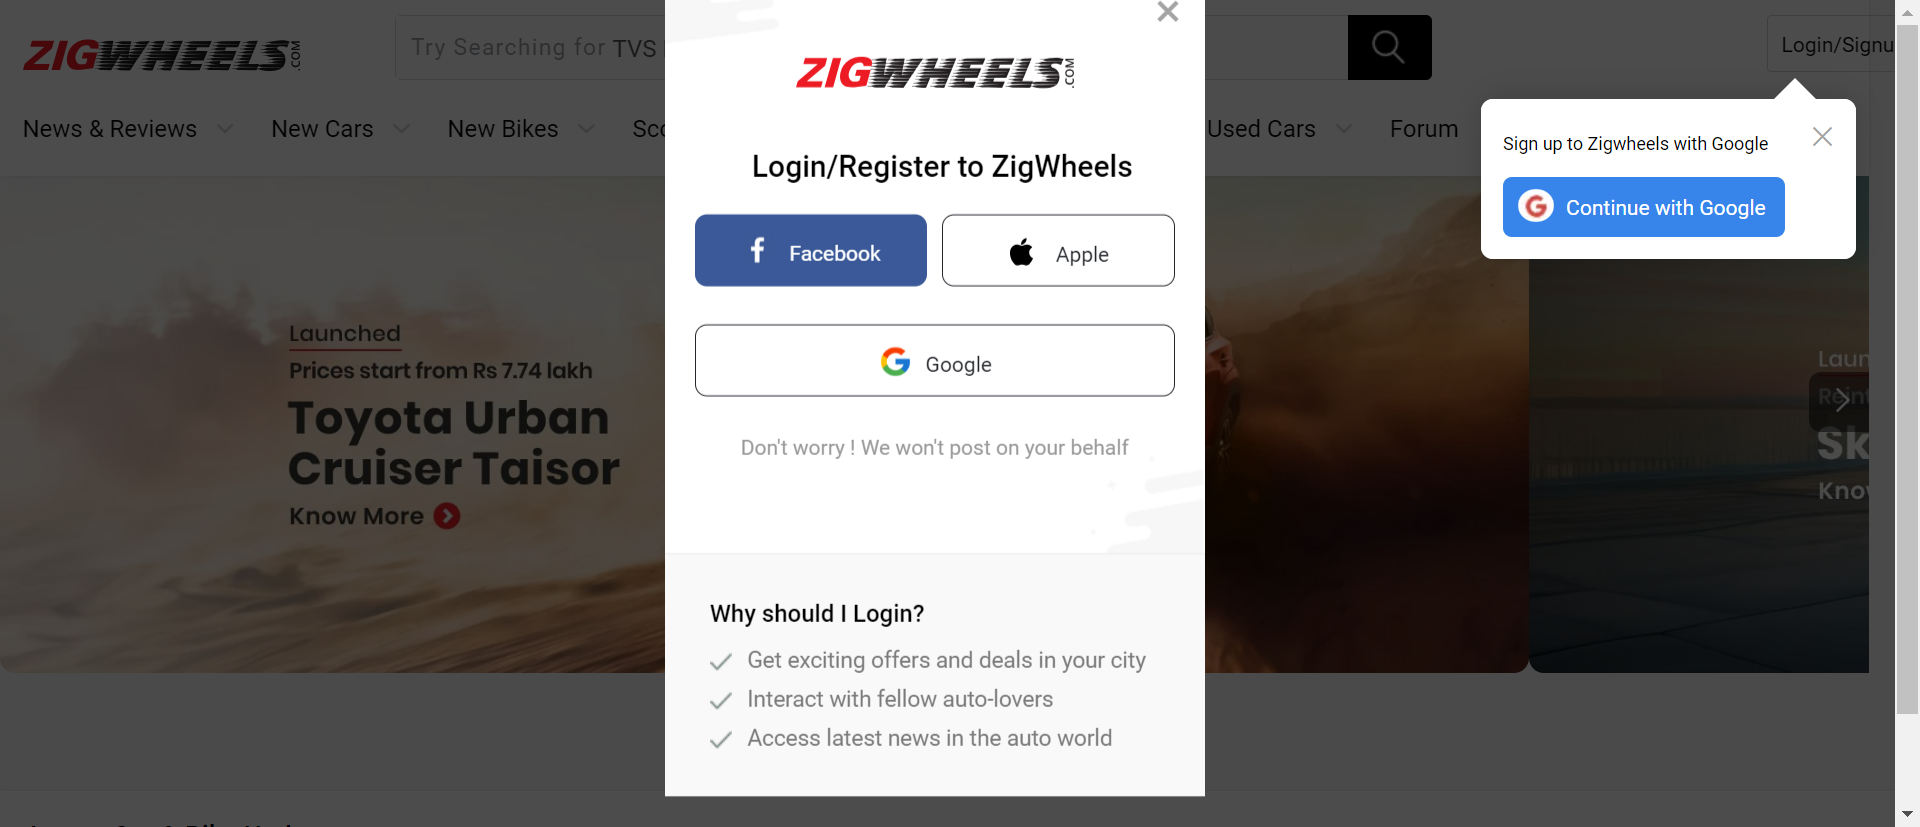 ZIGWHEELS.COM
Try Searching for TVS
Login/Signu
News & Reviews
New Cars
New Bikes
Sco
Used Cars
Forum
ZIGWHEELS.COM
Login/Register to ZigWheels
Facebook
Apple
Google
Don't worry ! We won't post on your behalf
Why should I Login?
Get exciting offers and deals in your city
Interact with fellow auto-lovers
Access latest news in the auto world
Sign up to Zigwheels with Google
Continue with Google
Launched
Prices start from Rs 7.74 lakh
Toyota Urban
Cruiser Taisor
Know More
Laun
Reint
Sk
Know